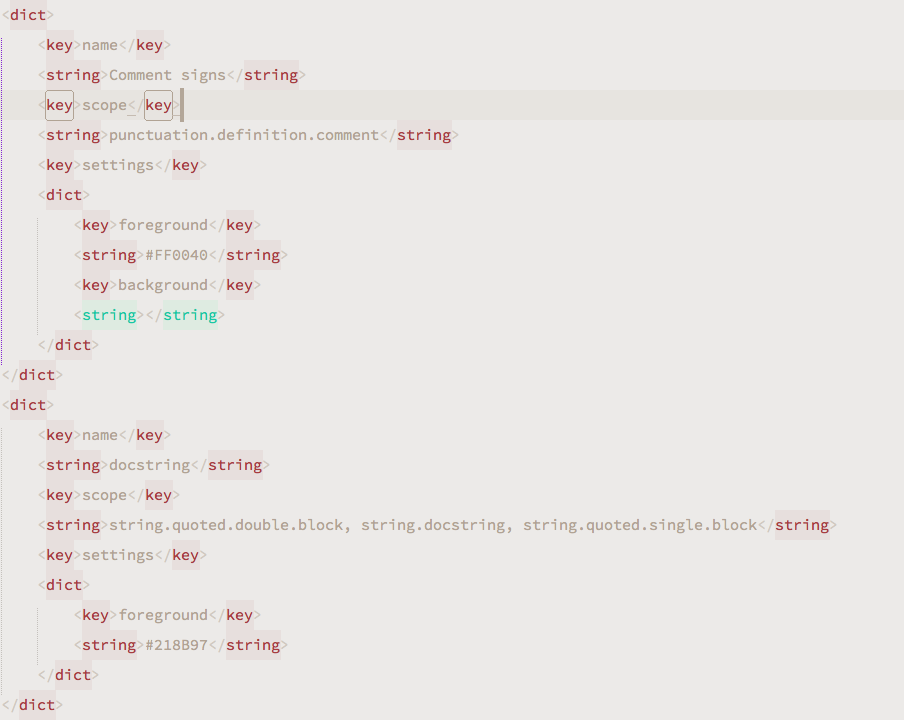 <dict>
    <key>name</key>
    <string>Comment signs</string>
    <key>scope</key>
    <string>punctuation.definition.comment</string>
    <key>settings</key>
    <dict>
        <key>foreground</key>
        <string>#FF0040</string>
        <key>background</key>
        <string></string>
    </dict>
</dict>
<dict>
    <key>name</key>
    <string>docstring</string>
    <key>scope</key>
    <string>string.quoted.double.block, string.docstring, string.quoted.single.block</string>
    <key>settings</key>
    <dict>
        <key>foreground</key>
        <string>#218B97</string>
    </dict>
</dict>